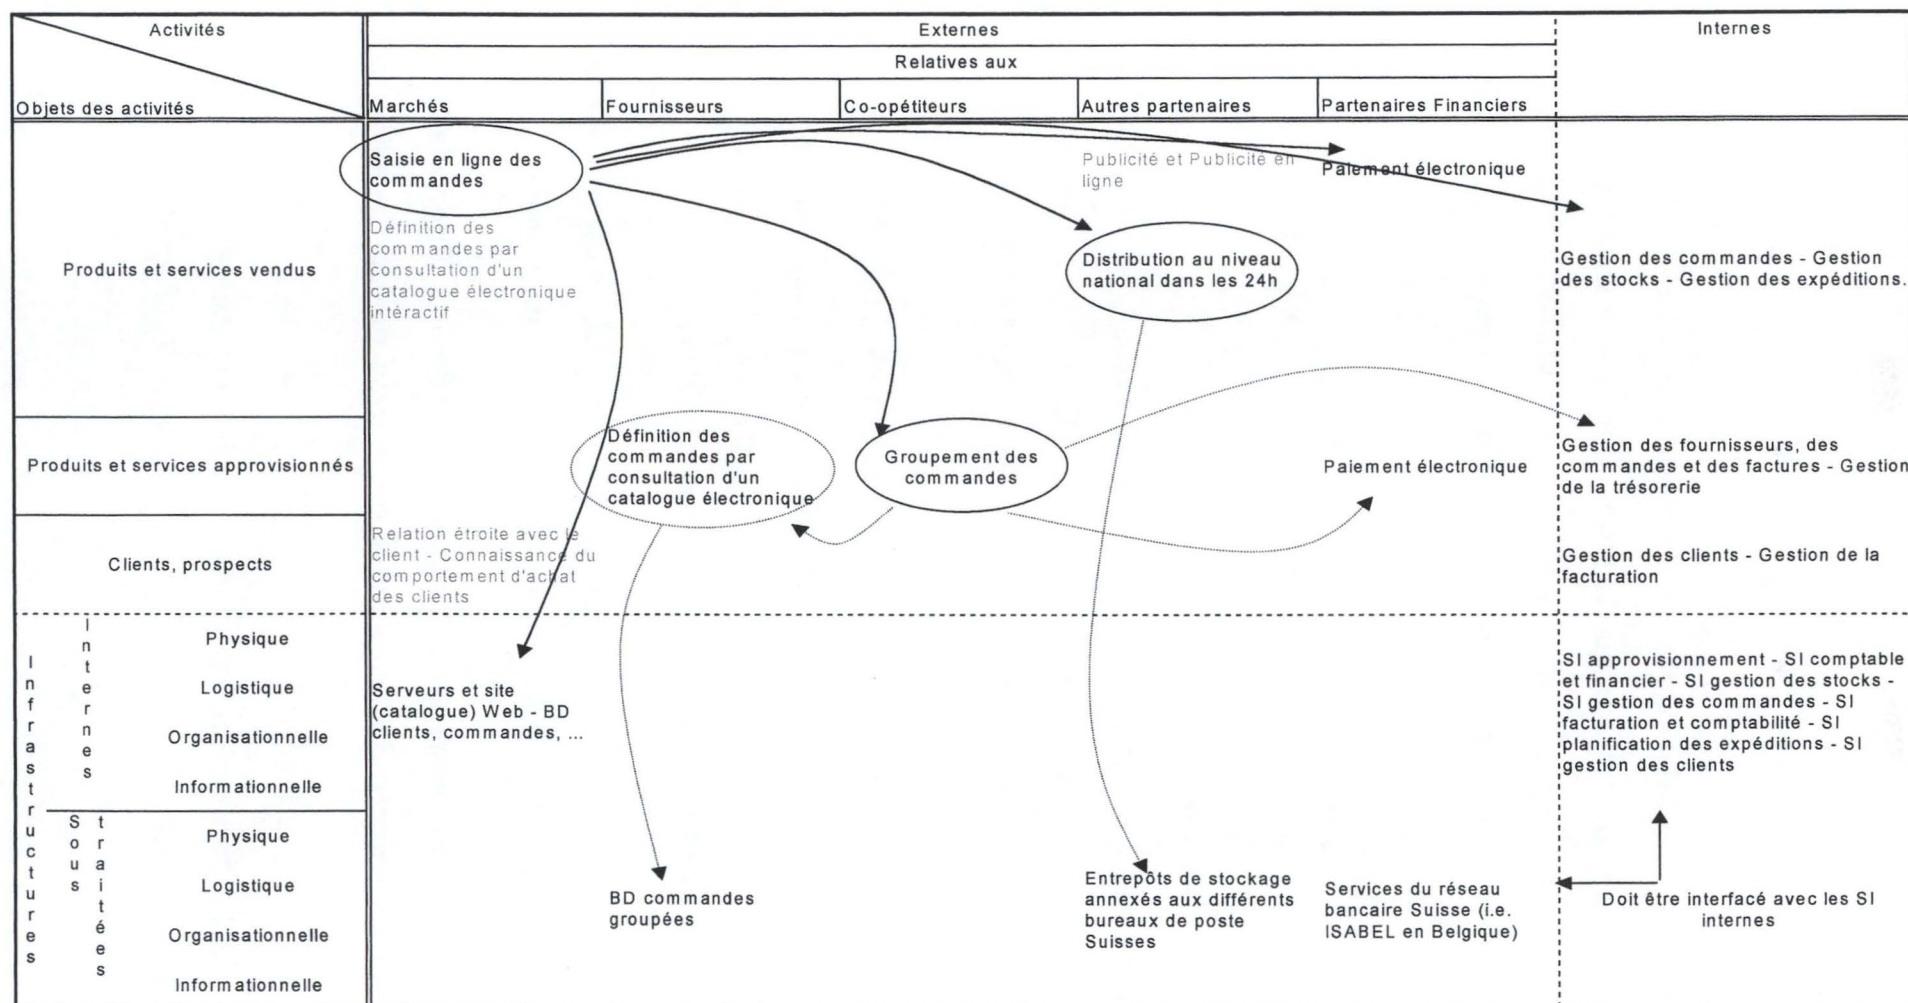 Activités
Externes
Internes
Relatives aux
Objets des activités
Marchés
Fournisseurs
Co-opétiteurs
Autres partenaires
Partenaires Financiers
Produits et services vendus
Saisie en ligne des
commandes
Définition des
commandes par
consultation d'un
catalogue électronique
intéractif
Publicité et Publicité en
ligne
Distribution au niveau
national dans les 24h
Paiement électronique
Gestion des commandes - Gestion
des stocks - Gestion des expéditions.
Produits et services approvisionnés
Définition des
commandes par
consultation d'un
catalogue électronique
Groupement des
commandes
Paiement électronique
Gestion des fournisseurs, des
commandes et des factures - Gestion
de la trésorerie
Clients, prospects
Relation étroite avec le
client - Connaissance du
comportement d'achat
des clients
Gestion des clients - Gestion de la
facturation
Infrastructures
Internes
Physique
Logistique
Organisationnelle
Informationnelle
Serveurs et site
(catalogue) Web - BD
clients, commandes, ...
SI approvisionnement - SI comptable
et financier - SI gestion des stocks -
SI gestion des commandes - SI
facturation et comptabilité - SI
planification des expéditions - SI
gestion des clients
Sous
traitées
Physique
Logistique
Organisationnelle
Informationnelle
BD commandes
groupées
Entrepôts de stockage
annexés aux différents
bureaux de poste
Suisses
Services du réseau
bancaire Suisse (i.e.
ISABEL en Belgique)
Doit être interfacé avec les SI
internes